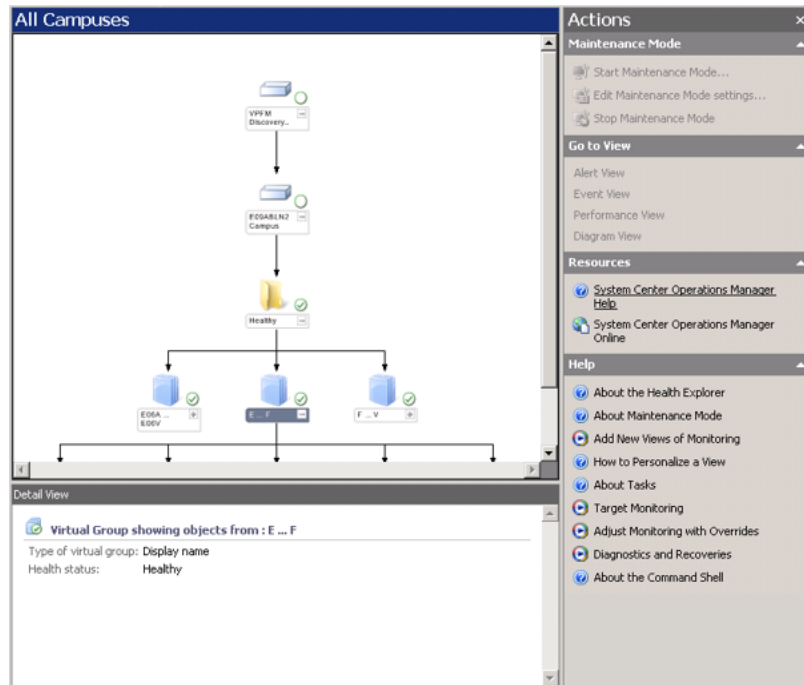 All Campuses
VPFM
Discovery...
E09A8LN2
Campus
Healthy
E06A ...
E06V
E ... F
F ... V
Detail View
Virtual Group showing objects from : E ... F
Type of virtual group: Display name
Health status: Healthy
Actions
Maintenance Mode
Start Maintenance Mode...
Edit Maintenance Mode settings...
Stop Maintenance Mode
Go to View
Alert View
Event View
Performance View
Diagram View
Resources
System Center Operations Manager
Help
System Center Operations Manager
Online
Help
About the Health Explorer
About Maintenance Mode
Add New Views of Monitoring
How to Personalize a View
About Tasks
Target Monitoring
Adjust Monitoring with Overrides
Diagnostics and Recoveries
About the Command Shell